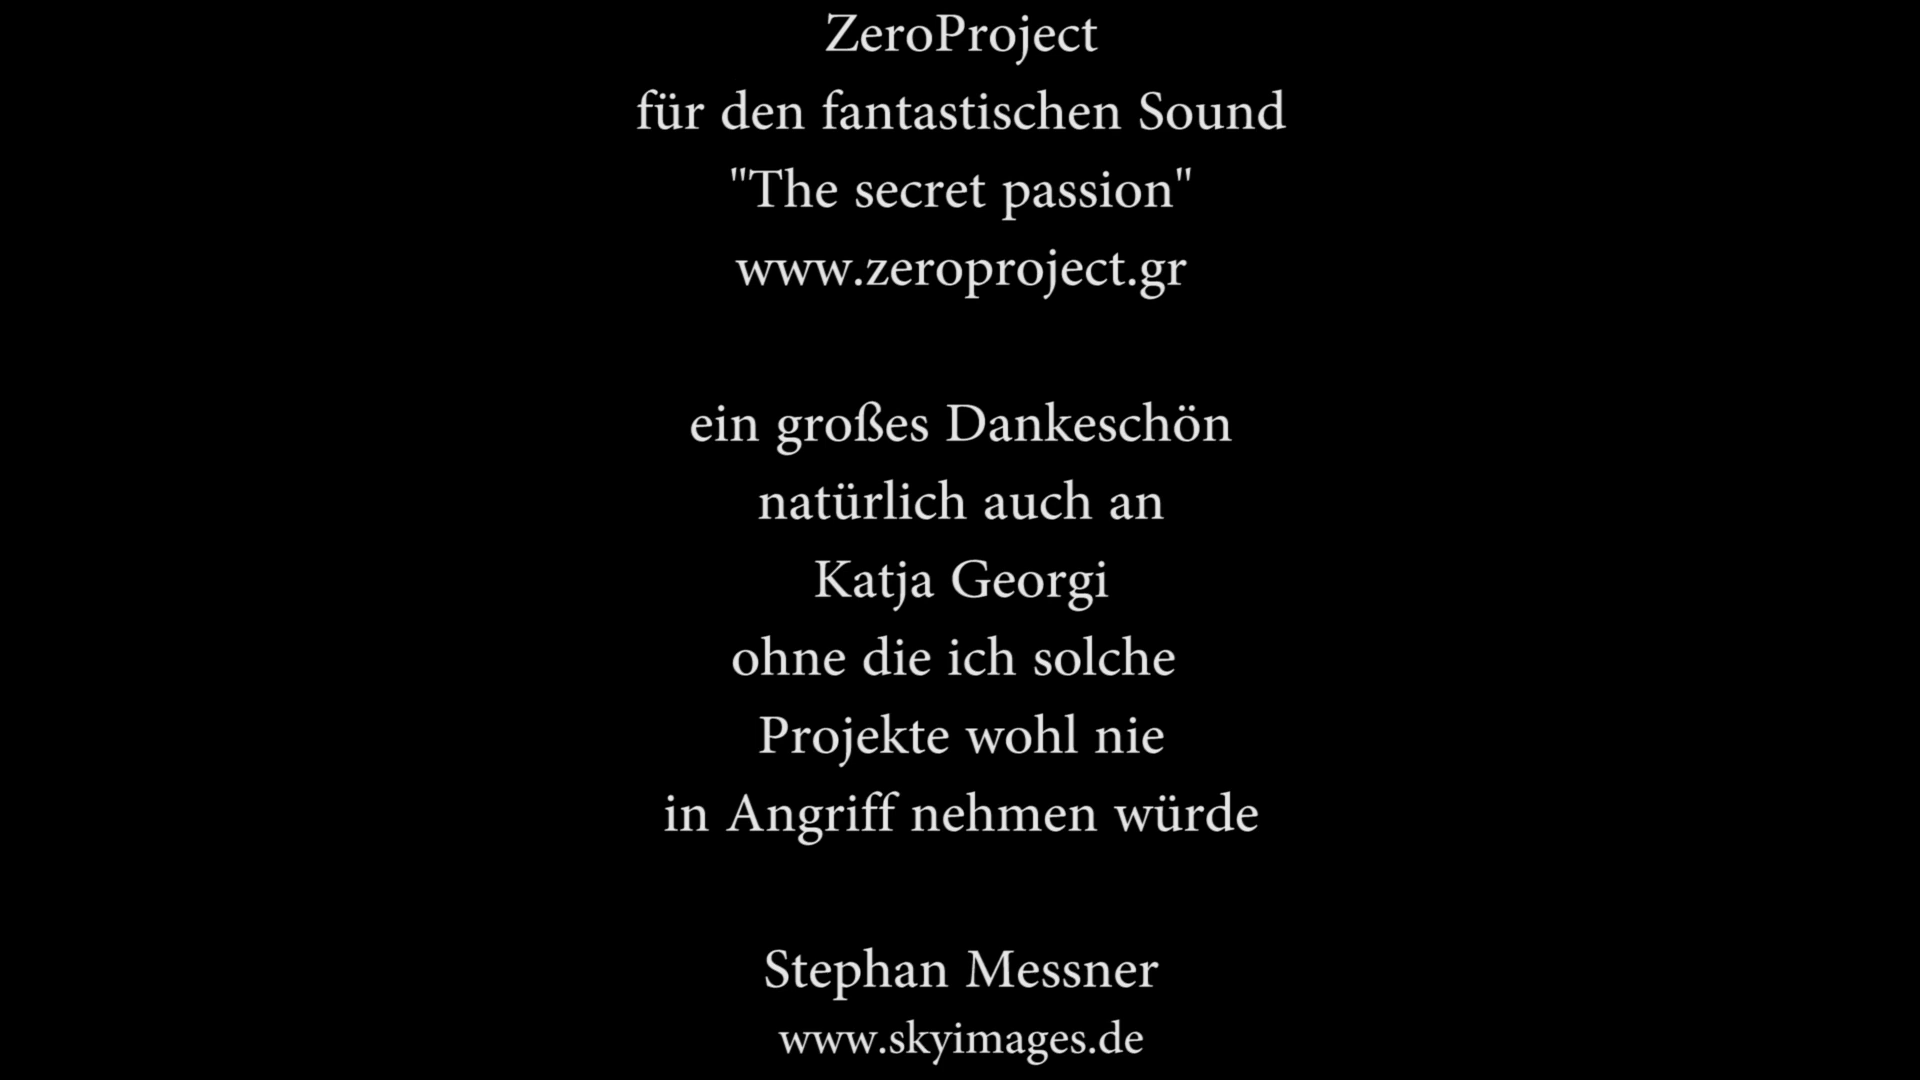 ZeroProject
für den fantastischen Sound
"The secret passion"
www.zeroproject.gr
ein großes Dankeschön
natürlich auch an
Katja Georgi
ohne die ich solche
Projekte wohl nie
in Angriff nehmen würde
Stephan Messner
www.skyimages.de